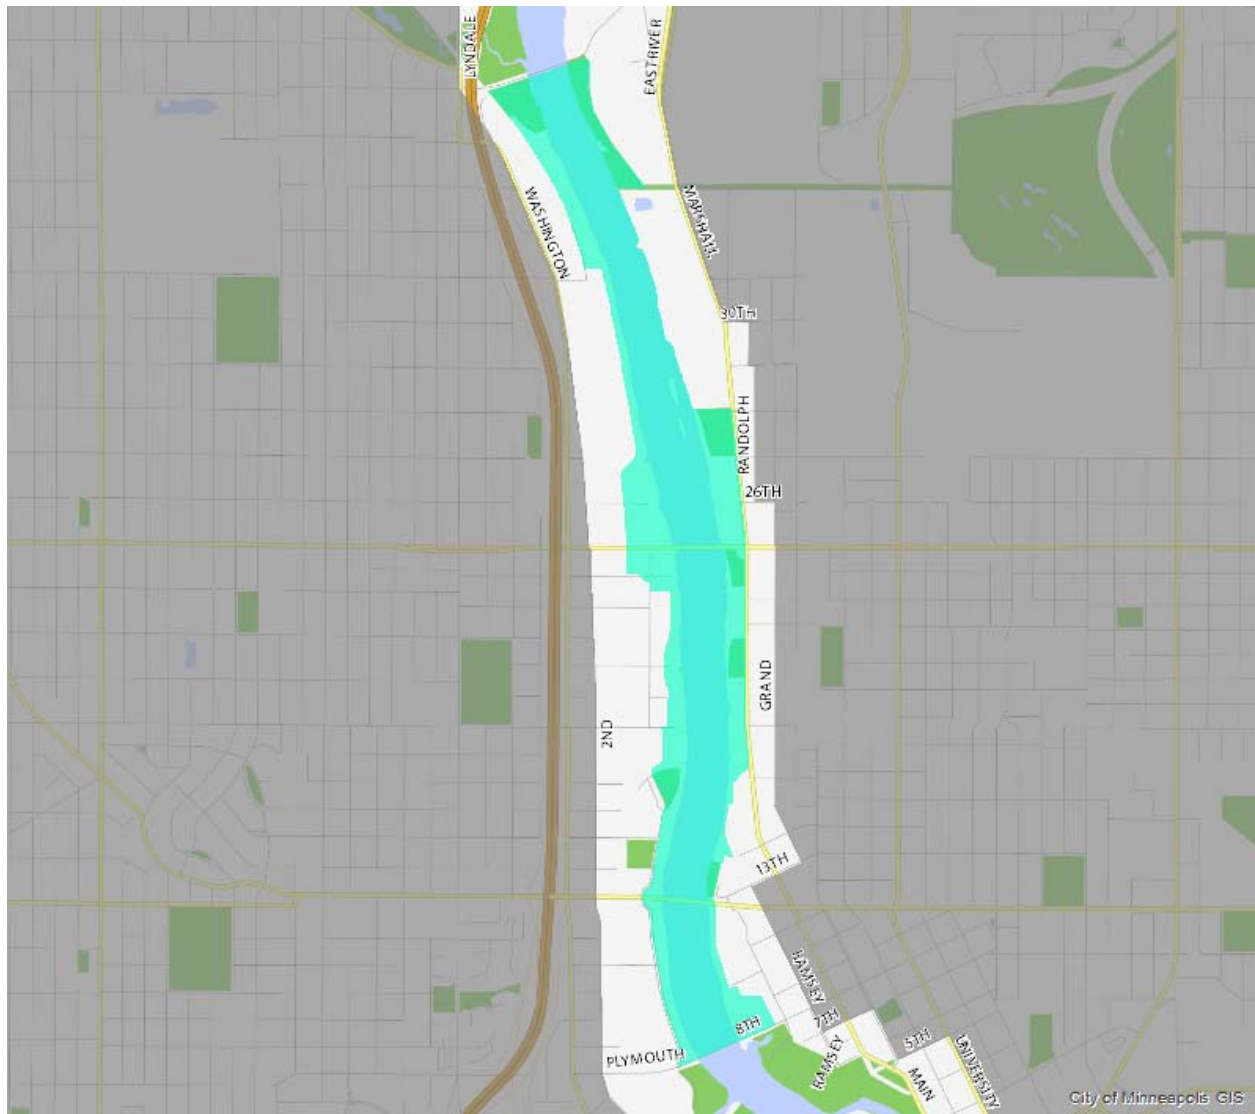 LYNDALE
EAST RIVER
WASHINGTON
MARSHALL
30TH
RANDOLPH
26TH
GRAND
2ND
13TH
RAMSEY
8TH
7TH
5TH
PLYMOUTH
RAMSEY
MAIN
UNIVERSITY
City of Minneapolis GIS